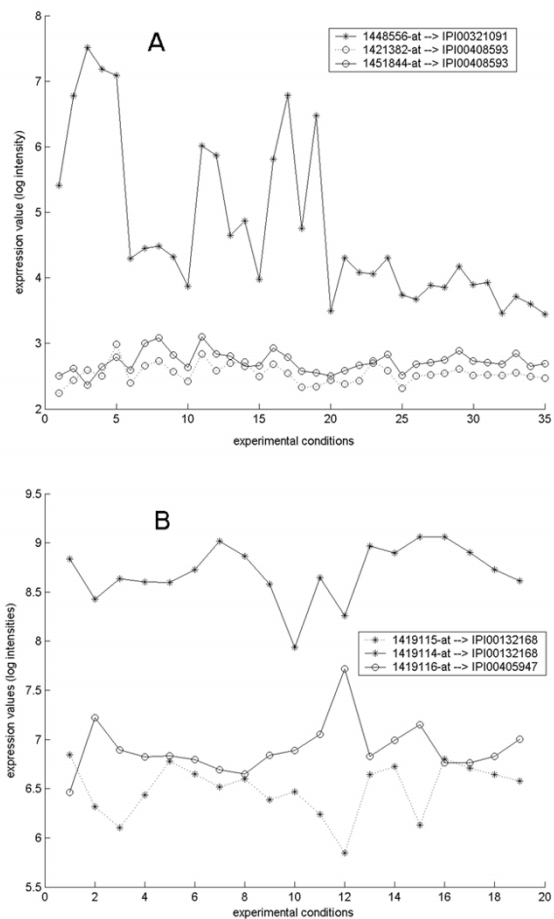 A
1448556-at --> IPI00321091
1421382-at --> IPI00408593
1451844-at --> IPI00408593
expression value (log intensity)
8
7
6
5
4
3
2
0 5 10 15 20 25 30 35
experimental conditions
B
1419115-at --> IPI00132168
1419114-at --> IPI00132168
1419116-at --> IPI00405947
expression values (log intensities)
9.5
9
8.5
8
7.5
7
6.5
6
5.5
0 2 4 6 8 10 12 14 16 18 20
experimental conditions